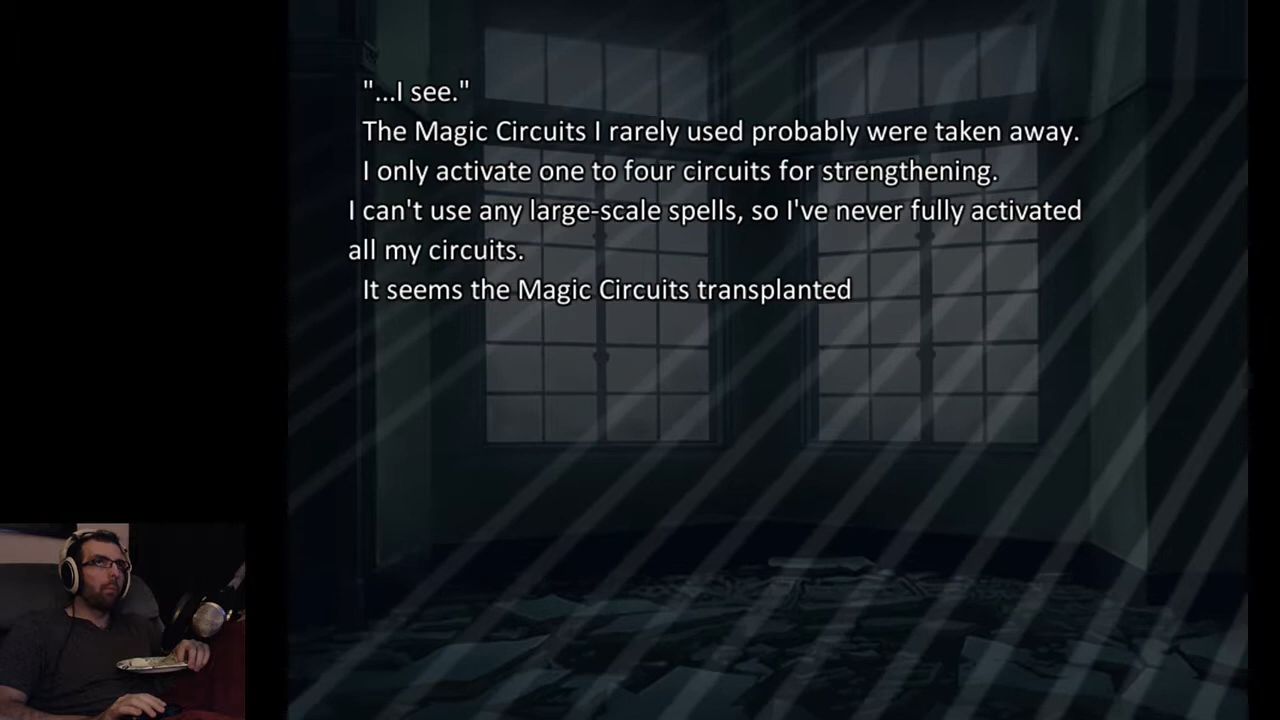 "...I see."
The Magic Circuits I rarely used probably were taken away.
I only activate one to four circuits for strengthening.
I can't use any large-scale spells, so I've never fully activated
all my circuits.
It seems the Magic Circuits transplanted